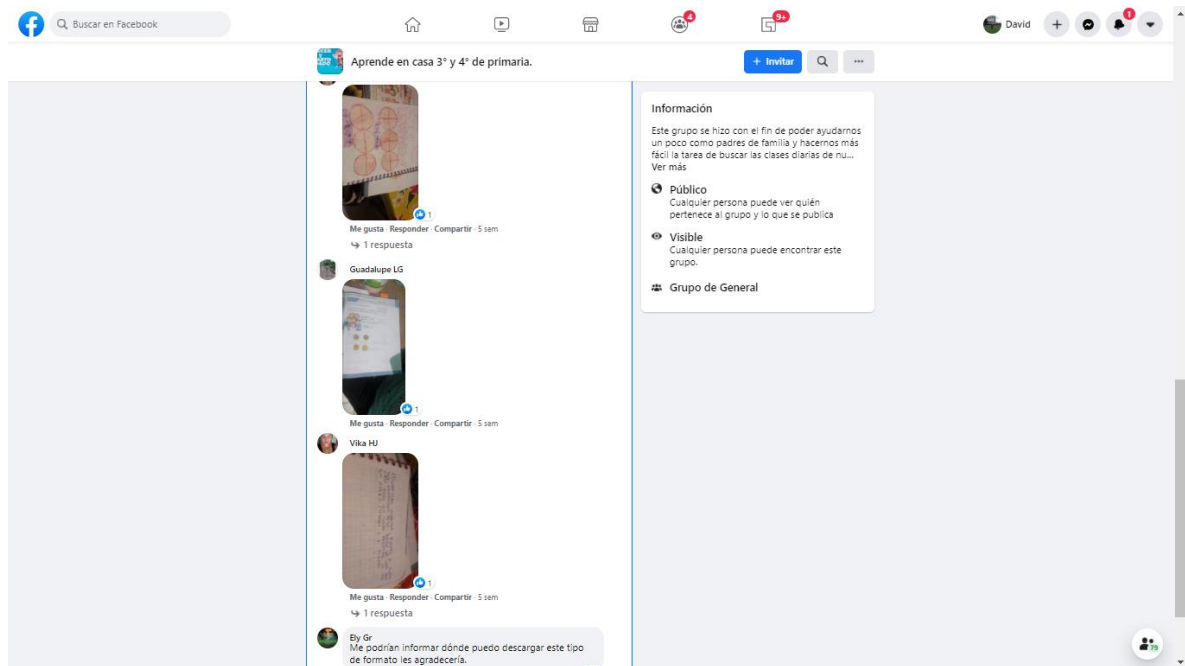 Buscar en Facebook
4
9+
David
1
Aprende en casa 3° y 4° de primaria.
+ Invitar
1
Me gusta · Responder · Compartir · 5 sem
1 respuesta
Guadalupe LG
1
Me gusta · Responder · Compartir · 5 sem
Vika HJ
1
Me gusta · Responder · Compartir · 5 sem
1 respuesta
Ely Gr
Me podrían informar dónde puedo descargar este tipo
de formato les agradecería.
Información
Este grupo se hizo con el fin de poder ayudarnos
un poco como padres de familia y hacernos más
fácil la tarea de buscar las clases diarias de nu...
Ver más
Público
Cualquier persona puede ver quién
pertenece al grupo y lo que se publica
Visible
Cualquier persona puede encontrar este
grupo.
Grupo de General
79